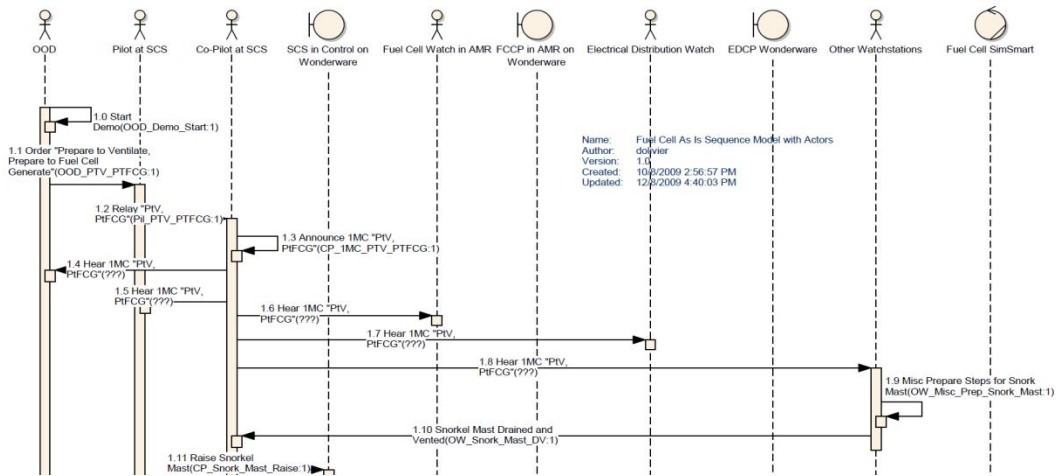 OOD
Pilot at SCS
Co-Pilot at SCS
SCS in Control on
Wonderware
Fuel Cell Watch in AMR
FCCP in AMR on
Wonderware
Electrical Distribution Watch
EDCP Wonderware
Other Watchstations
Fuel Cell SimSmart
1.0 Start
Demo(OOD_Demo_Start:1)
Name: Fuel Cell As Is Sequence Model with Actors
Author: dolivier
Version: 1.0
Created: 10/8/2009 2:56:57 PM
Updated: 12/8/2009 4:40:03 PM
1.1 Order "Prepare to Ventilate,
Prepare to Fuel Cell
Generate"(OOD_PTV_PTFCG:1)
1.2 Relay "PtV,
PtFCG"(Pil_PTV_PTFCG:1)
1.3 Announce 1MC "PtV,
PtFCG"(CP_1MC_PTV_PTFCG:1)
1.4 Hear 1MC "PtV,
PtFCG"(???)
1.5 Hear 1MC "PtV,
PtFCG"(???)
1.6 Hear 1MC "PtV,
PtFCG"(???)
1.7 Hear 1MC "PtV,
PtFCG"(???)
1.8 Hear 1MC "PtV,
PtFCG"(???)
1.9 Misc Prepare Steps for Snork
Mast(OW_Misc_Prep_Snork_Mast:1)
1.10 Snorkel Mast Drained and
Vented(OW_Snork_Mast_DV:1)
1.11 Raise Snorkel
Mast(CP_Snork_Mast_Raise:1)